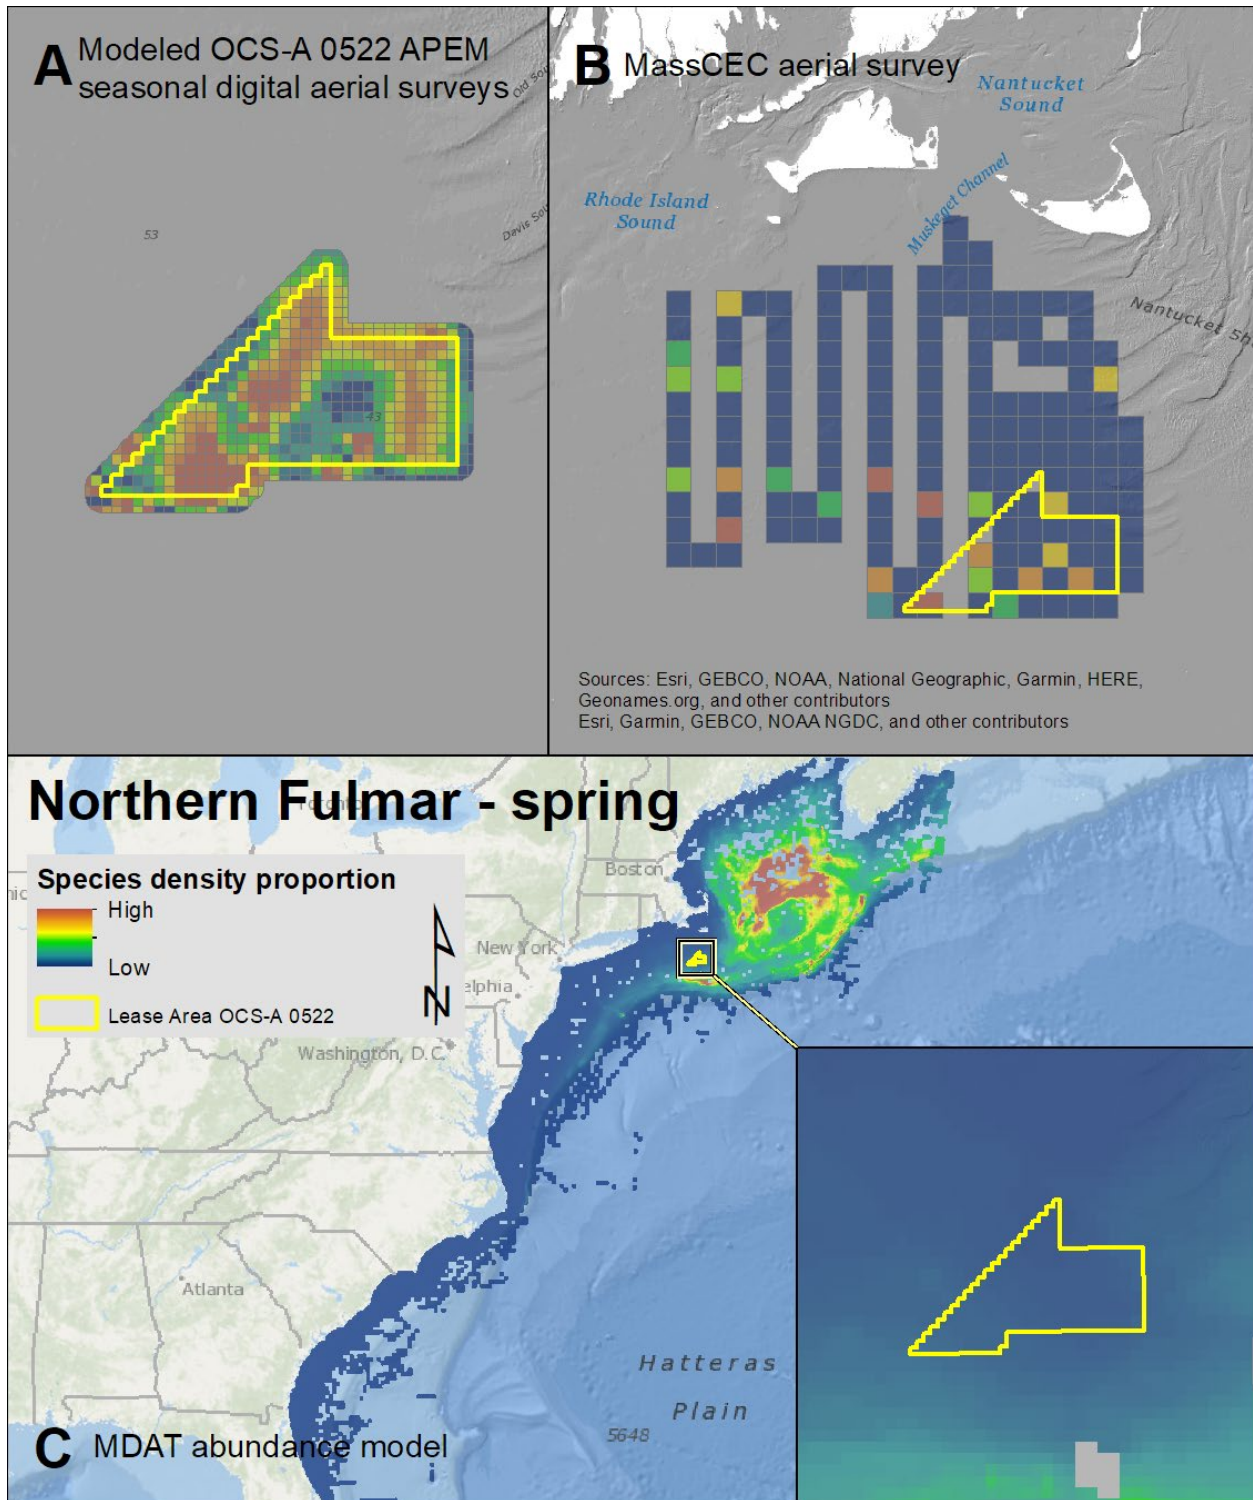 A Modeled OCS-A 0522 APEM
seasonal digital aerial surveys
Davis
53
43
B MassCEC aerial survey
Nantucket
Sound
Rhode Island
Sound
Muskeget Channel
Nantucket
Sources: Esri, GEBCO, NOAA, National Geographic, Garmin, HERE,
Geonames.org, and other contributors
Esri, Garmin, GEBCO, NOAA NGDC, and other contributors
Northern Fulmar - spring
Species density proportion
High
Low
Lease Area OCS-A 0522
N
Boston
New York
elphia
Washington, D.C.
Atlanta
Hatteras
Plain
5648
C MDAT abundance model